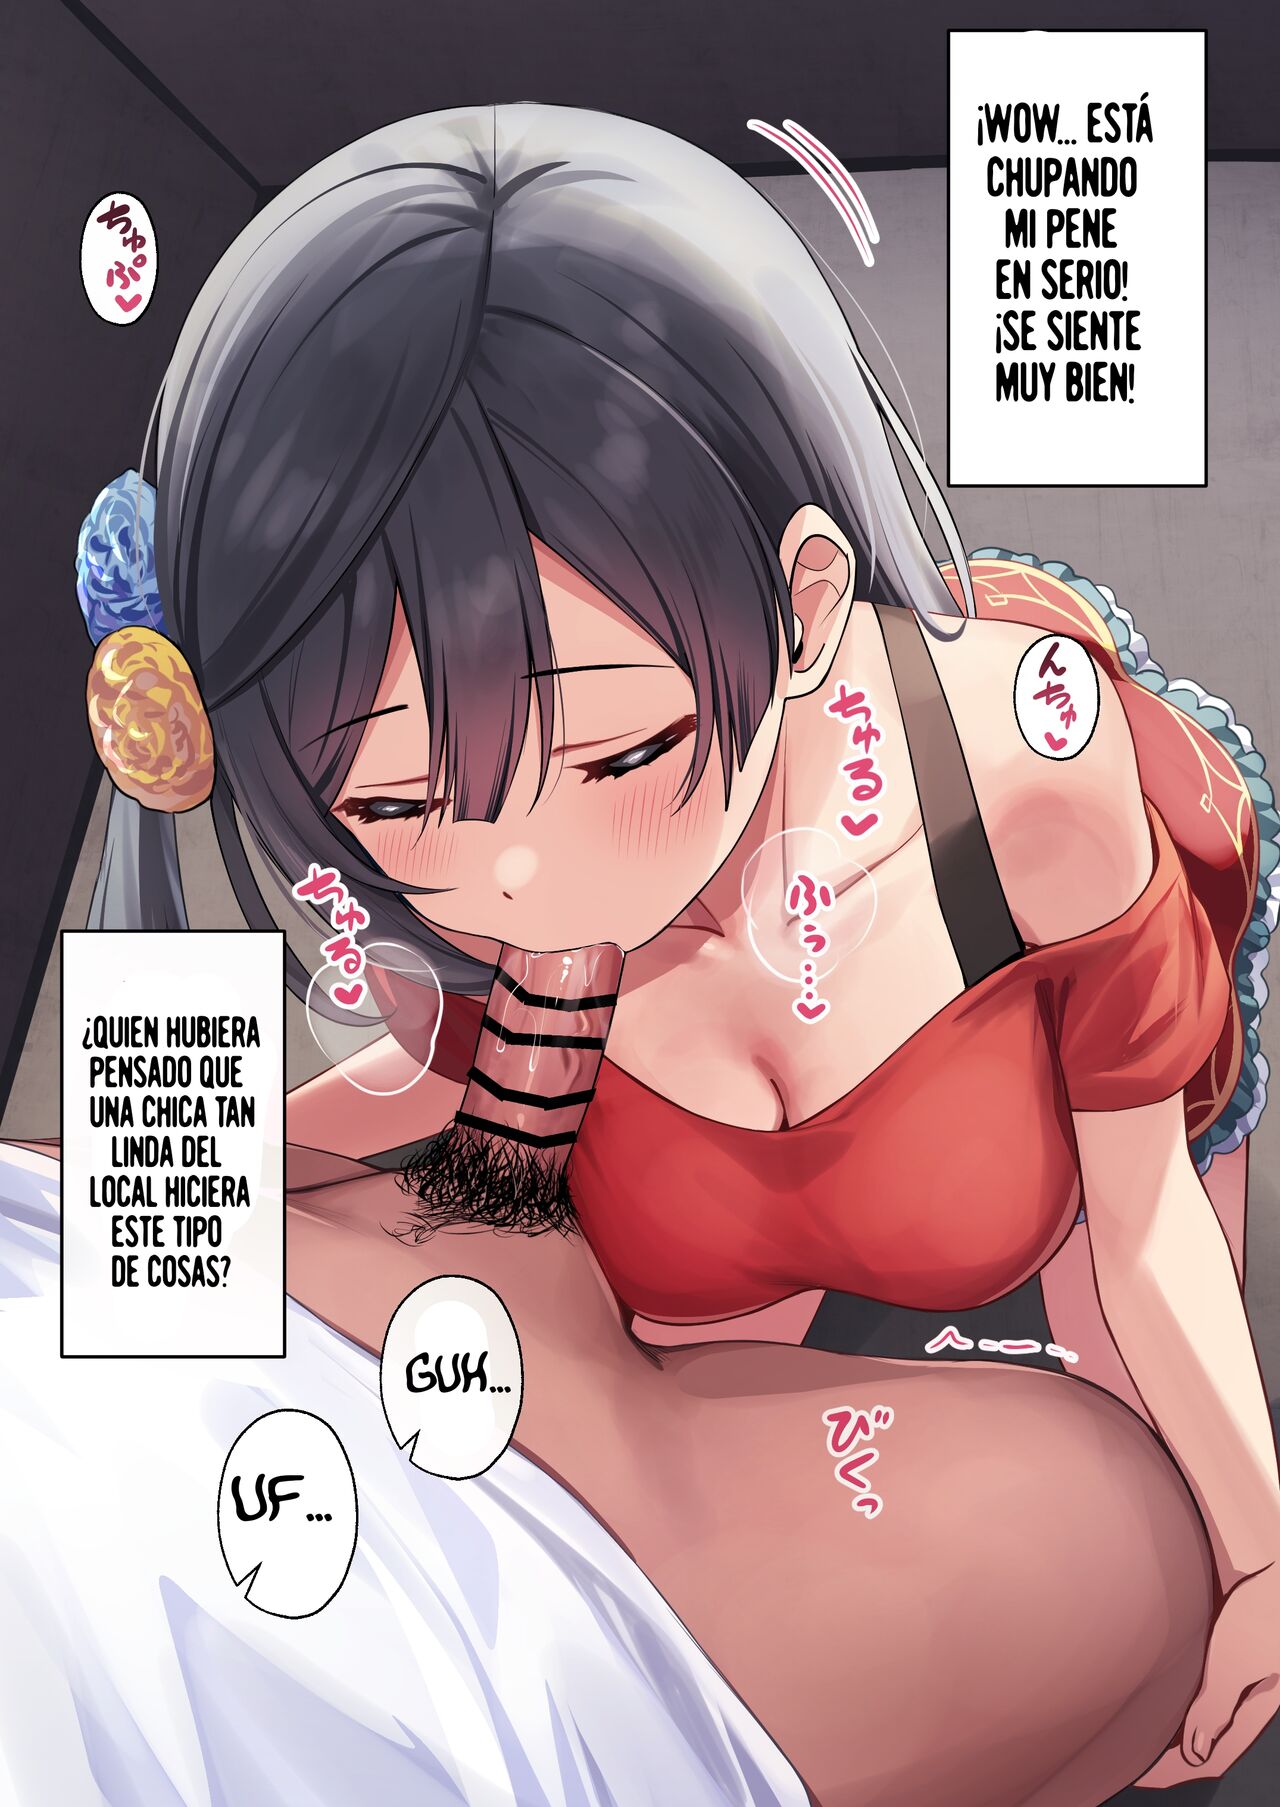 ¡WOW... ESTÁ
CHUPANDO
MI PENE
EN SERIO!
¡SE SIENTE
MUY BIEN!
ちゅぷ♥
んちゅ♥
ちゅる♥
ふっ…♥
ちゅる♥
¿QUIEN HUBIERA
PENSADO QUE
UNA CHICA TAN
LINDA DEL
LOCAL HICIERA
ESTE TIPO
DE COSAS?
GUH...
UF...
びくっ